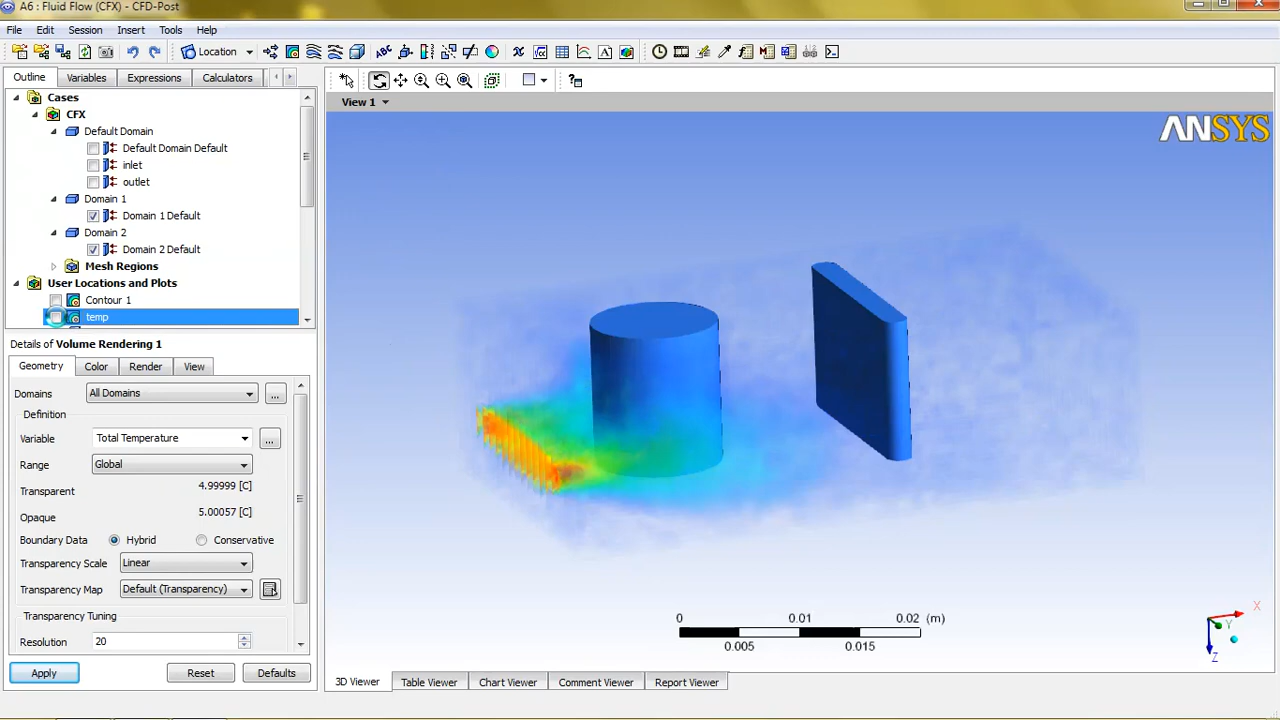 A6 : Fluid Flow (CFX) - CFD-Post
File Edit Session Insert Tools Help
Location
Outline Variables Expressions Calculators
View 1
Cases
CFX
Default Domain
Default Domain Default
inlet
outlet
Domain 1
Domain 1 Default
Domain 2
Domain 2 Default
Mesh Regions
User Locations and Plots
Contour 1
temp
Details of Volume Rendering 1
Geometry Color Render View
Domains All Domains
Definition
Variable Total Temperature
Range Global
Transparent 4.99999 [C]
Opaque 5.00057 [C]
Boundary Data Hybrid Conservative
Transparency Scale Linear
Transparency Map Default (Transparency)
Transparency Tuning
Resolution 20
Apply Reset Defaults
ANSYS
0 0.01 0.02 (m)
0.005 0.015
X
Y
Z
3D Viewer Table Viewer Chart Viewer Comment Viewer Report Viewer